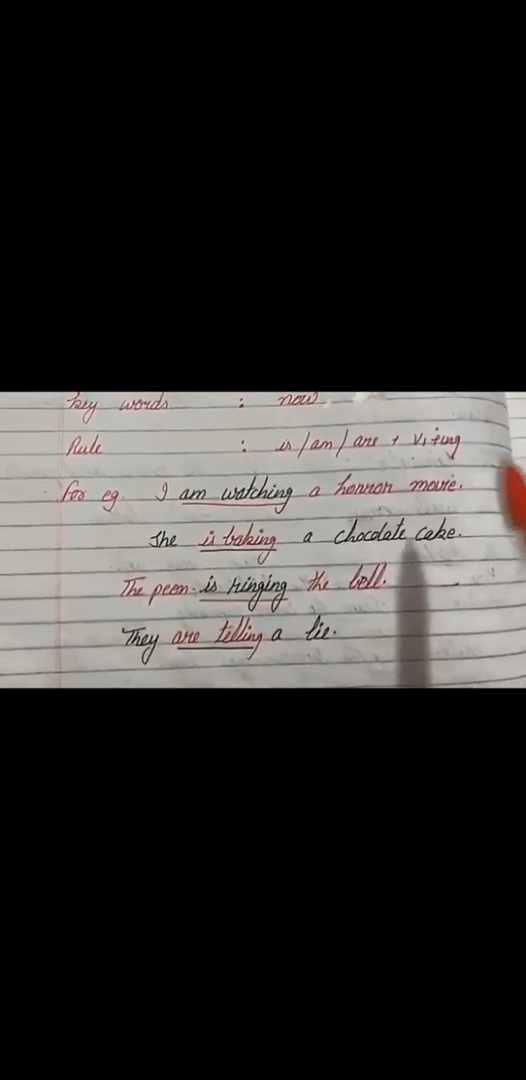 key words : now
Rule : is/am/are + V₁+ing
For eg. I am watching a horror movie.
She is baking a chocolate cake.
The peon is ringing the bell.
They are telling a lie.